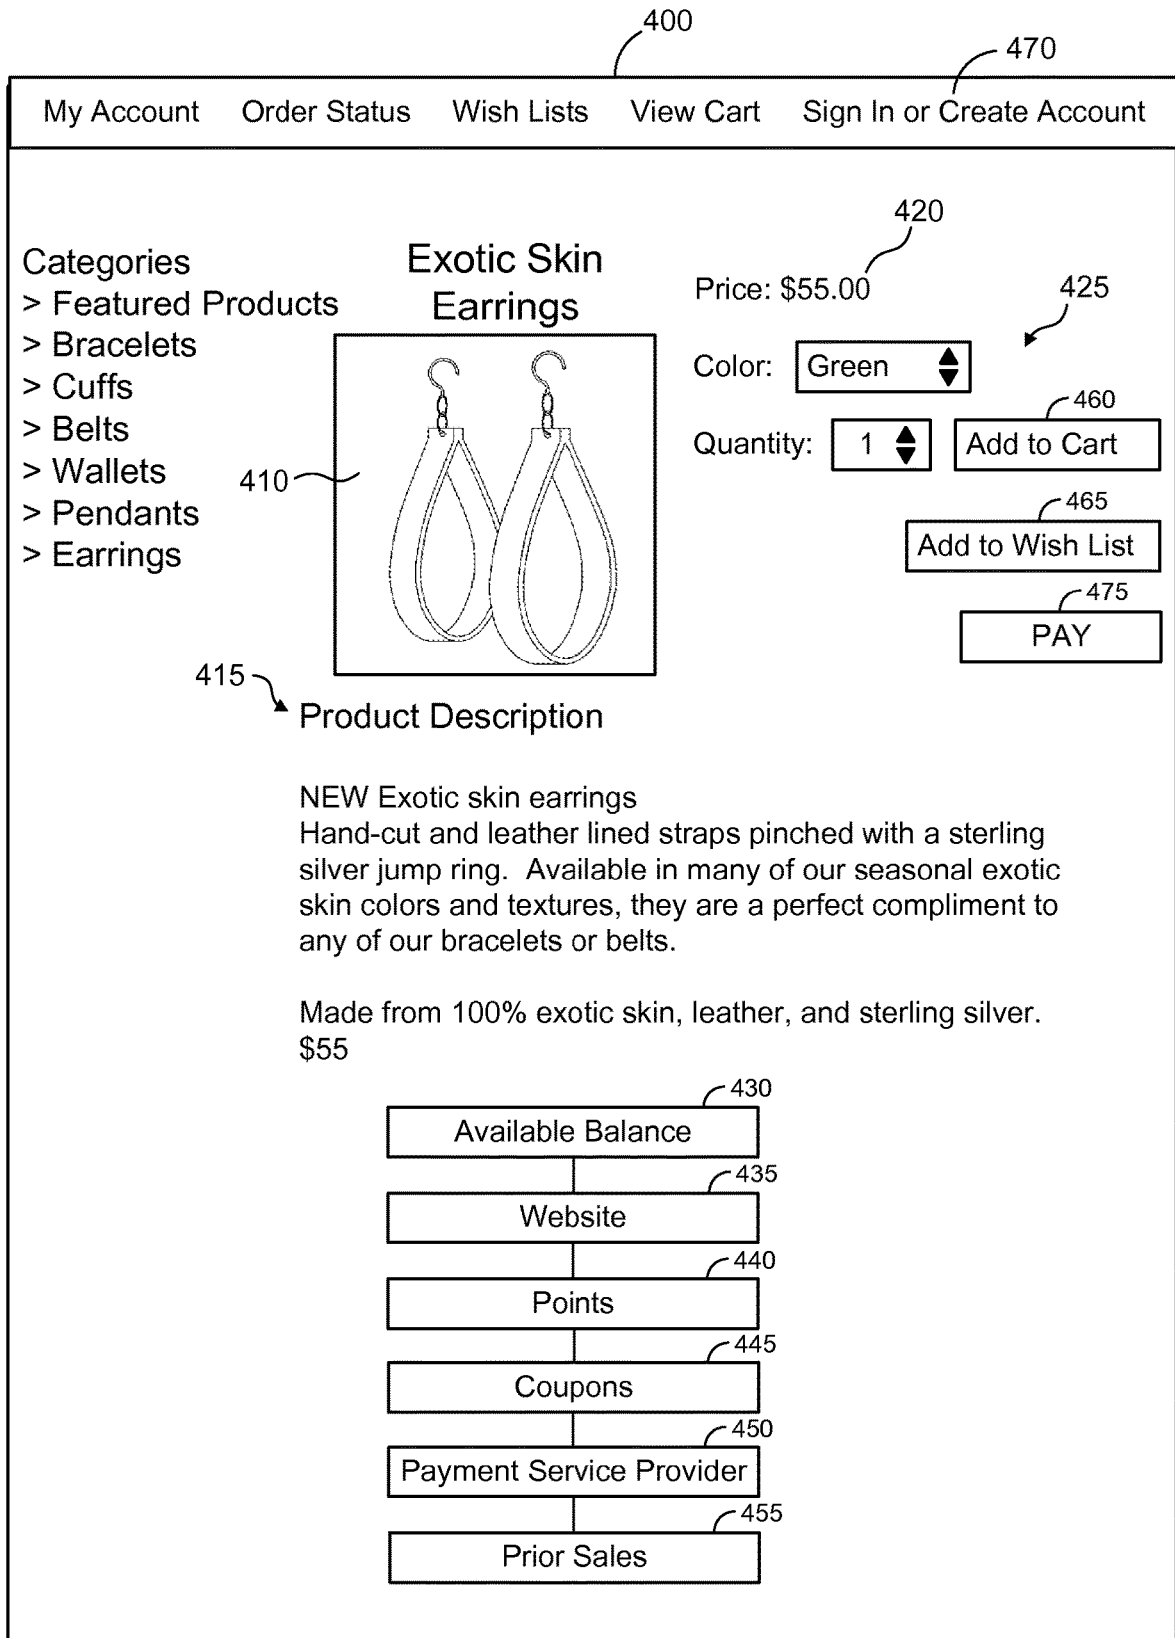 400
470
My Account Order Status Wish Lists View Cart Sign In or Create Account
Categories
> Featured Products
> Bracelets
> Cuffs
> Belts
> Wallets
> Pendants
> Earrings
Exotic Skin
Earrings
410
420
Price: $55.00
425
Color: Green
460
Quantity: 1 Add to Cart
465
Add to Wish List
475
PAY
415
Product Description
NEW Exotic skin earrings
Hand-cut and leather lined straps pinched with a sterling
silver jump ring. Available in many of our seasonal exotic
skin colors and textures, they are a perfect compliment to
any of our bracelets or belts.
Made from 100% exotic skin, leather, and sterling silver.
$55
430
Available Balance
435
Website
440
Points
445
Coupons
450
Payment Service Provider
455
Prior Sales